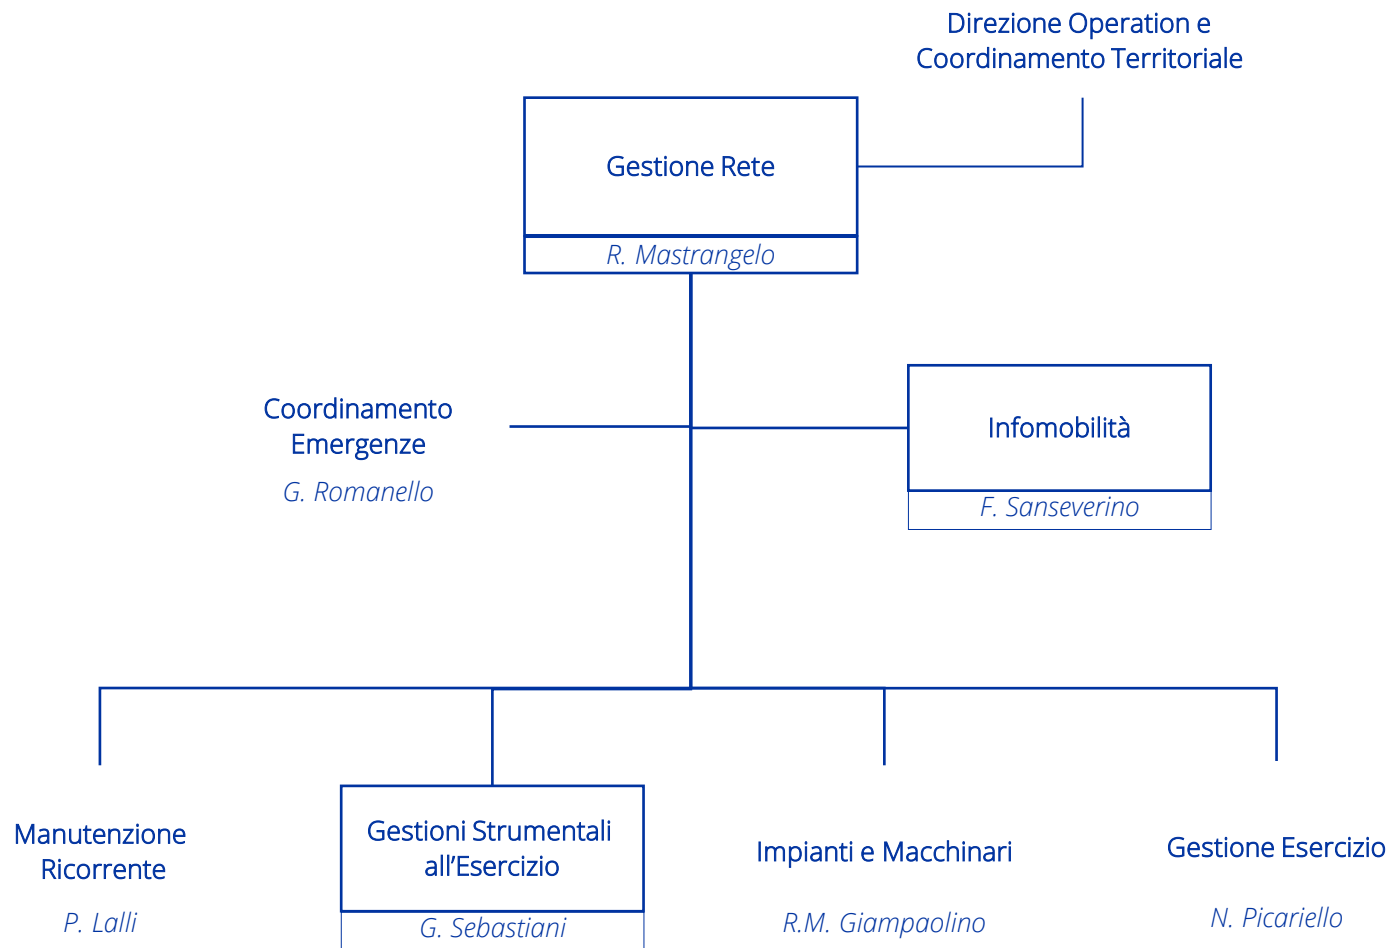 Direzione Operation e
Coordinamento Territoriale
Gestione Rete
R. Mastrangelo
Coordinamento
Emergenze
G. Romanello
Infomobilità
F. Sanseverino
Manutenzione
Ricorrente
P. Lalli
Gestioni Strumentali
all’Esercizio
G. Sebastiani
Impianti e Macchinari
R.M. Giampaolino
Gestione Esercizio
N. Picariello